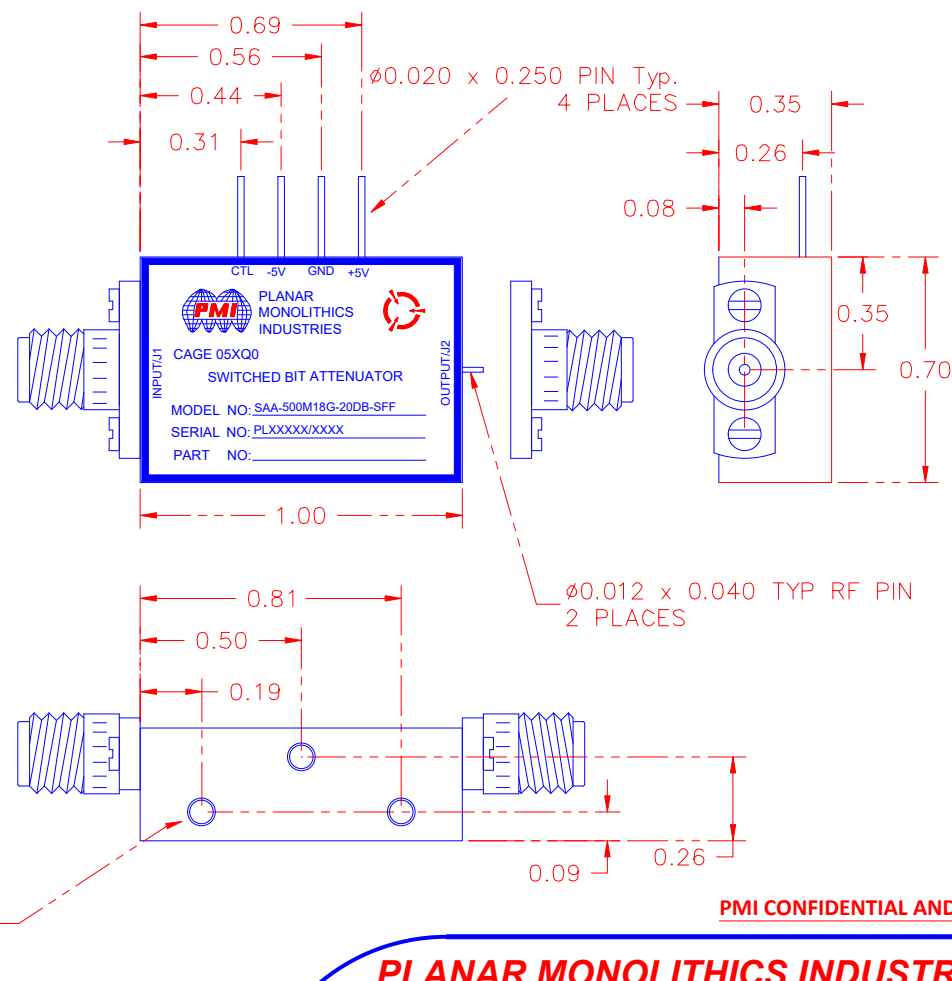 0.69
0.56
0.44
0.31
Ø0.020 x 0.250 PIN Typ.
4 PLACES
0.35
0.26
0.08
CTL -5V GND +5V
PMI
PLANAR
MONOLITHICS
INDUSTRIES
CAGE 05XQ0
SWITCHED BIT ATTENUATOR
MODEL NO: SAA-500M18G-20DB-SFF
SERIAL NO: PLXXXXX/XXXX
PART NO:
INPUT/J1
OUTPUT/J2
0.35
0.70
1.00
Ø0.012 x 0.040 TYP RF PIN
2 PLACES
0.81
0.50
0.19
0.09
0.26
PMI CONFIDENTIAL AND
PLANAR MONOLITHICS INDUSTR